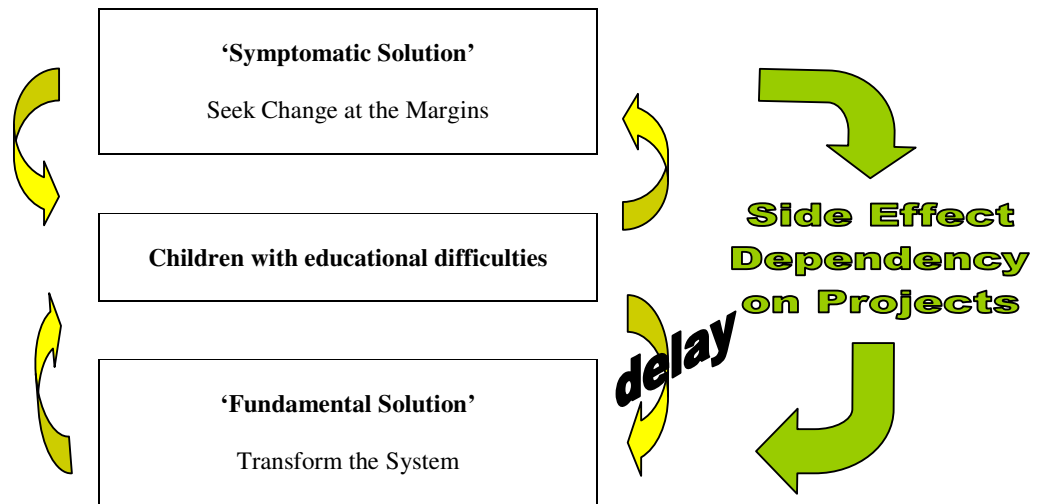 ‘Symptomatic Solution’
Seek Change at the Margins
Children with educational difficulties
Side Effect
Dependency
on Projects
delay
‘Fundamental Solution’
Transform the System